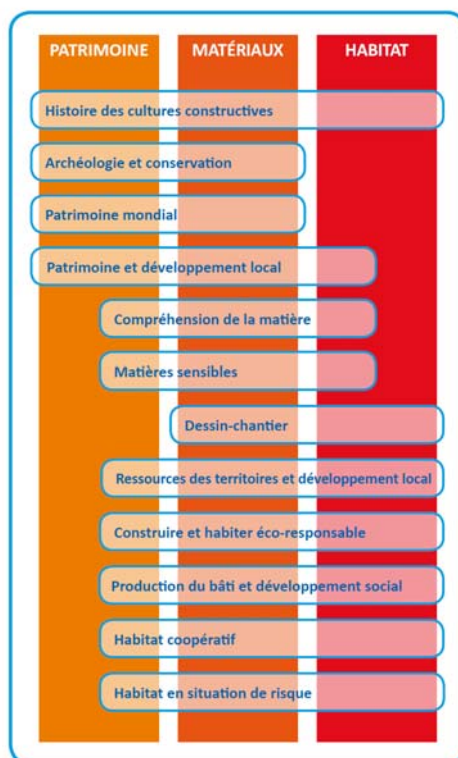 PATRIMOINE MATÉRIAUX HABITAT
Histoire des cultures constructives
Archéologie et conservation
Patrimoine mondial
Patrimoine et développement local
Compréhension de la matière
Matières sensibles
Dessin-chantier
Ressources des territoires et développement local
Construire et habiter éco-responsable
Production du bâti et développement social
Habitat coopératif
Habitat en situation de risque